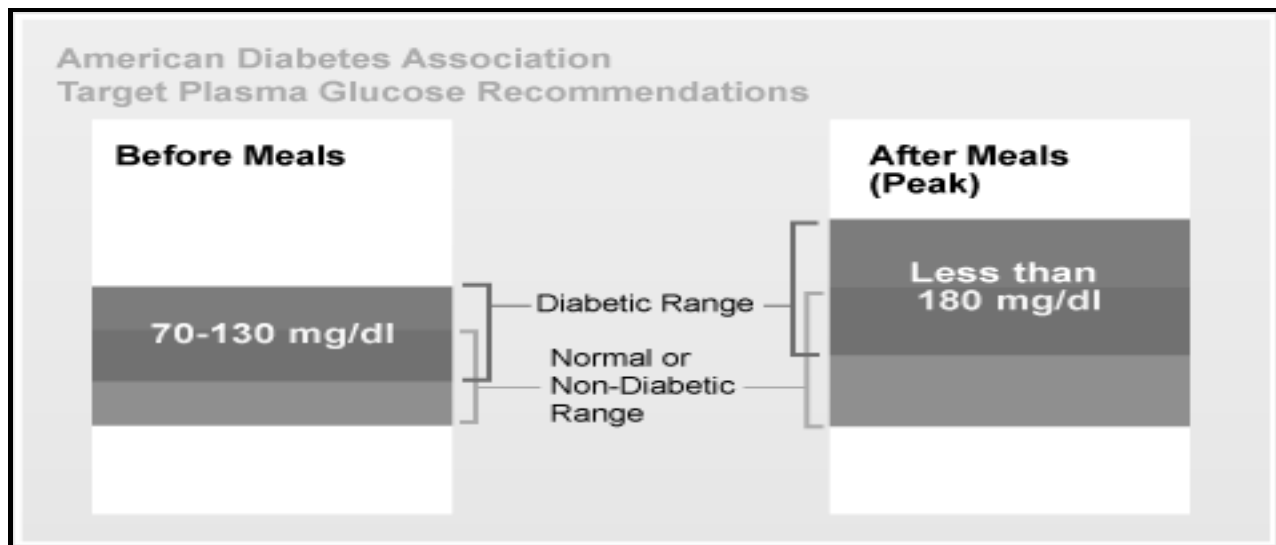 American Diabetes Association
Target Plasma Glucose Recommendations
Before Meals
70-130 mg/dl
Diabetic Range
Normal or
Non-Diabetic
Range
After Meals
(Peak)
Less than
180 mg/dl